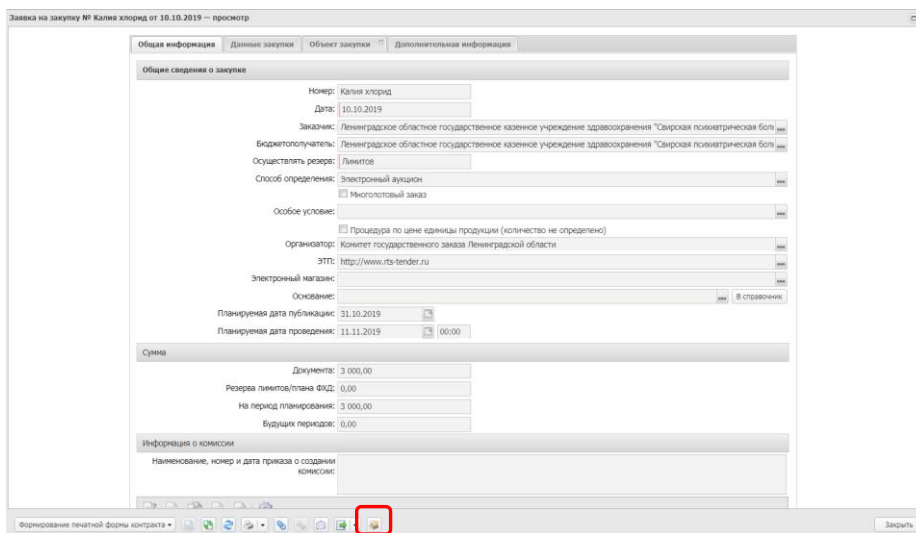 Заявка на закупку № Калия хлорид от 10.10.2019 — просмотр
Общая информация Данные закупки Объект закупки Дополнительная информация
Общие сведения о закупке
Номер: Калия хлорид
Дата: 10.10.2019
Заказчик: Ленинградское областное государственное казенное учреждение здравоохранения "Свирская психиатрическая боль ...
Бюджетополучатель: Ленинградское областное государственное казенное учреждение здравоохранения "Свирская психиатрическая боль ...
Осуществлять резерв: Лимитов
Способ определения: Электронный аукцион ...
Многолотовый заказ
Особое условие: ...
Процедура по цене единицы продукции (количество не определено)
Организатор: Комитет государственного заказа Ленинградской области ...
ЭТП: http://www.rts-tender.ru ...
Электронный магазин: ...
Основание: ... В справочник
Планируемая дата публикации: 31.10.2019
Планируемая дата проведения: 11.11.2019 00:00
Сумма
Документа: 3 000,00
Резерва лимитов/плана ФХД: 0,00
На период планирования: 3 000,00
Будущих периодов: 0,00
Информация о комиссии
Наименование, номер и дата приказа о создании
комиссии:
Формирование печатной формы контракта Закрыть